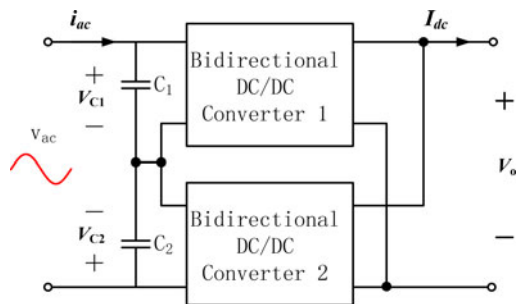 iac
Idc
+
VC1
−
C1
Bidirectional
DC/DC
Converter 1
+
Vo
−
vac
−
VC2
+
C2
Bidirectional
DC/DC
Converter 2